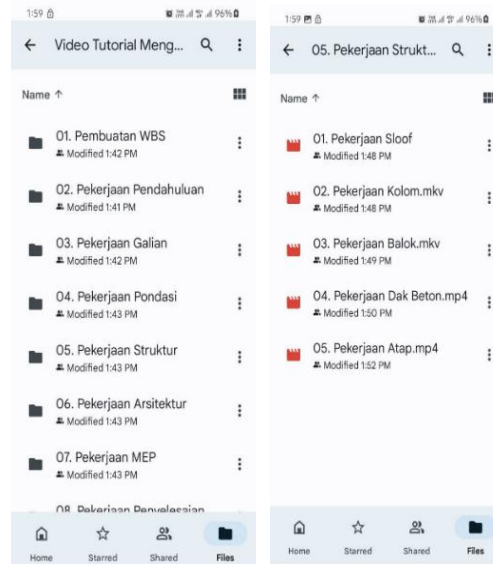 1:59
96%
Video Tutorial Meng...
Name ↑
01. Pembuatan WBS
Modified 1:42 PM
02. Pekerjaan Pendahuluan
Modified 1:41 PM
03. Pekerjaan Galian
Modified 1:42 PM
04. Pekerjaan Pondasi
Modified 1:43 PM
05. Pekerjaan Struktur
Modified 1:43 PM
06. Pekerjaan Arsitektur
Modified 1:43 PM
07. Pekerjaan MEP
Modified 1:43 PM
08. Pekerjaan Penyelesaian
Home Starred Shared Files
1:59
96%
05. Pekerjaan Strukt...
Name ↑
01. Pekerjaan Sloof
Modified 1:48 PM
02. Pekerjaan Kolom.mkv
Modified 1:48 PM
03. Pekerjaan Balok.mkv
Modified 1:49 PM
04. Pekerjaan Dak Beton.mp4
Modified 1:50 PM
05. Pekerjaan Atap.mp4
Modified 1:52 PM
Home Starred Shared Files